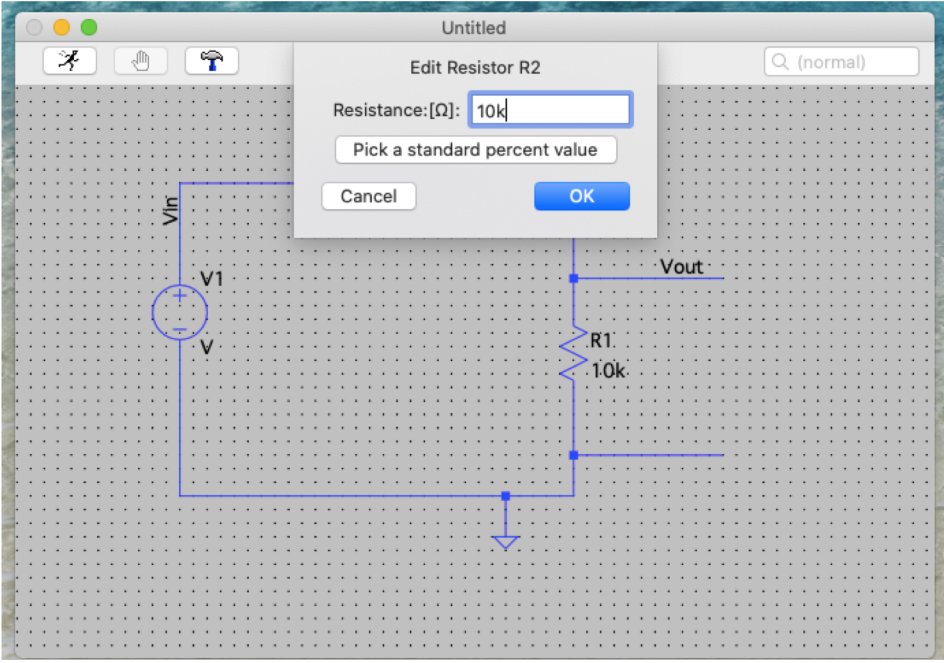 Untitled
(normal)
Edit Resistor R2
Resistance:[Ω]: 10k
Pick a standard percent value
Cancel OK
Vin
Vout
V1
+
−
V
R1
10k